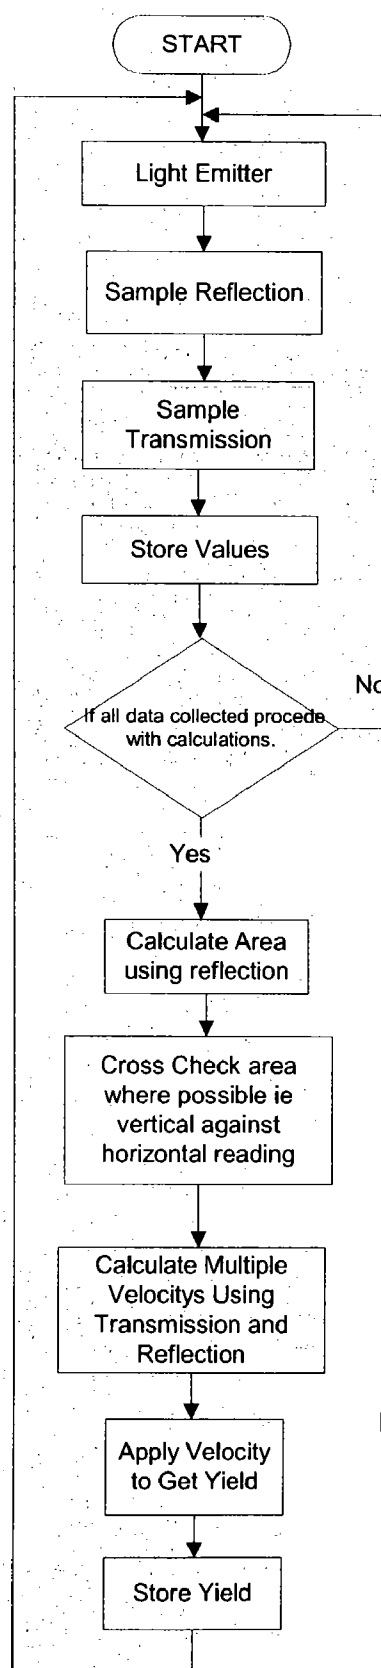 START
Light Emitter
Sample Reflection
Sample
Transmission
Store Values
No
If all data collected procede
with calculations.
Yes
Calculate Area
using reflection
Cross Check area
where possible ie
vertical against
horizontal reading
Calculate Multiple
Velocitys Using
Transmission and
Reflection
Apply Velocity
to Get Yield
Store Yield